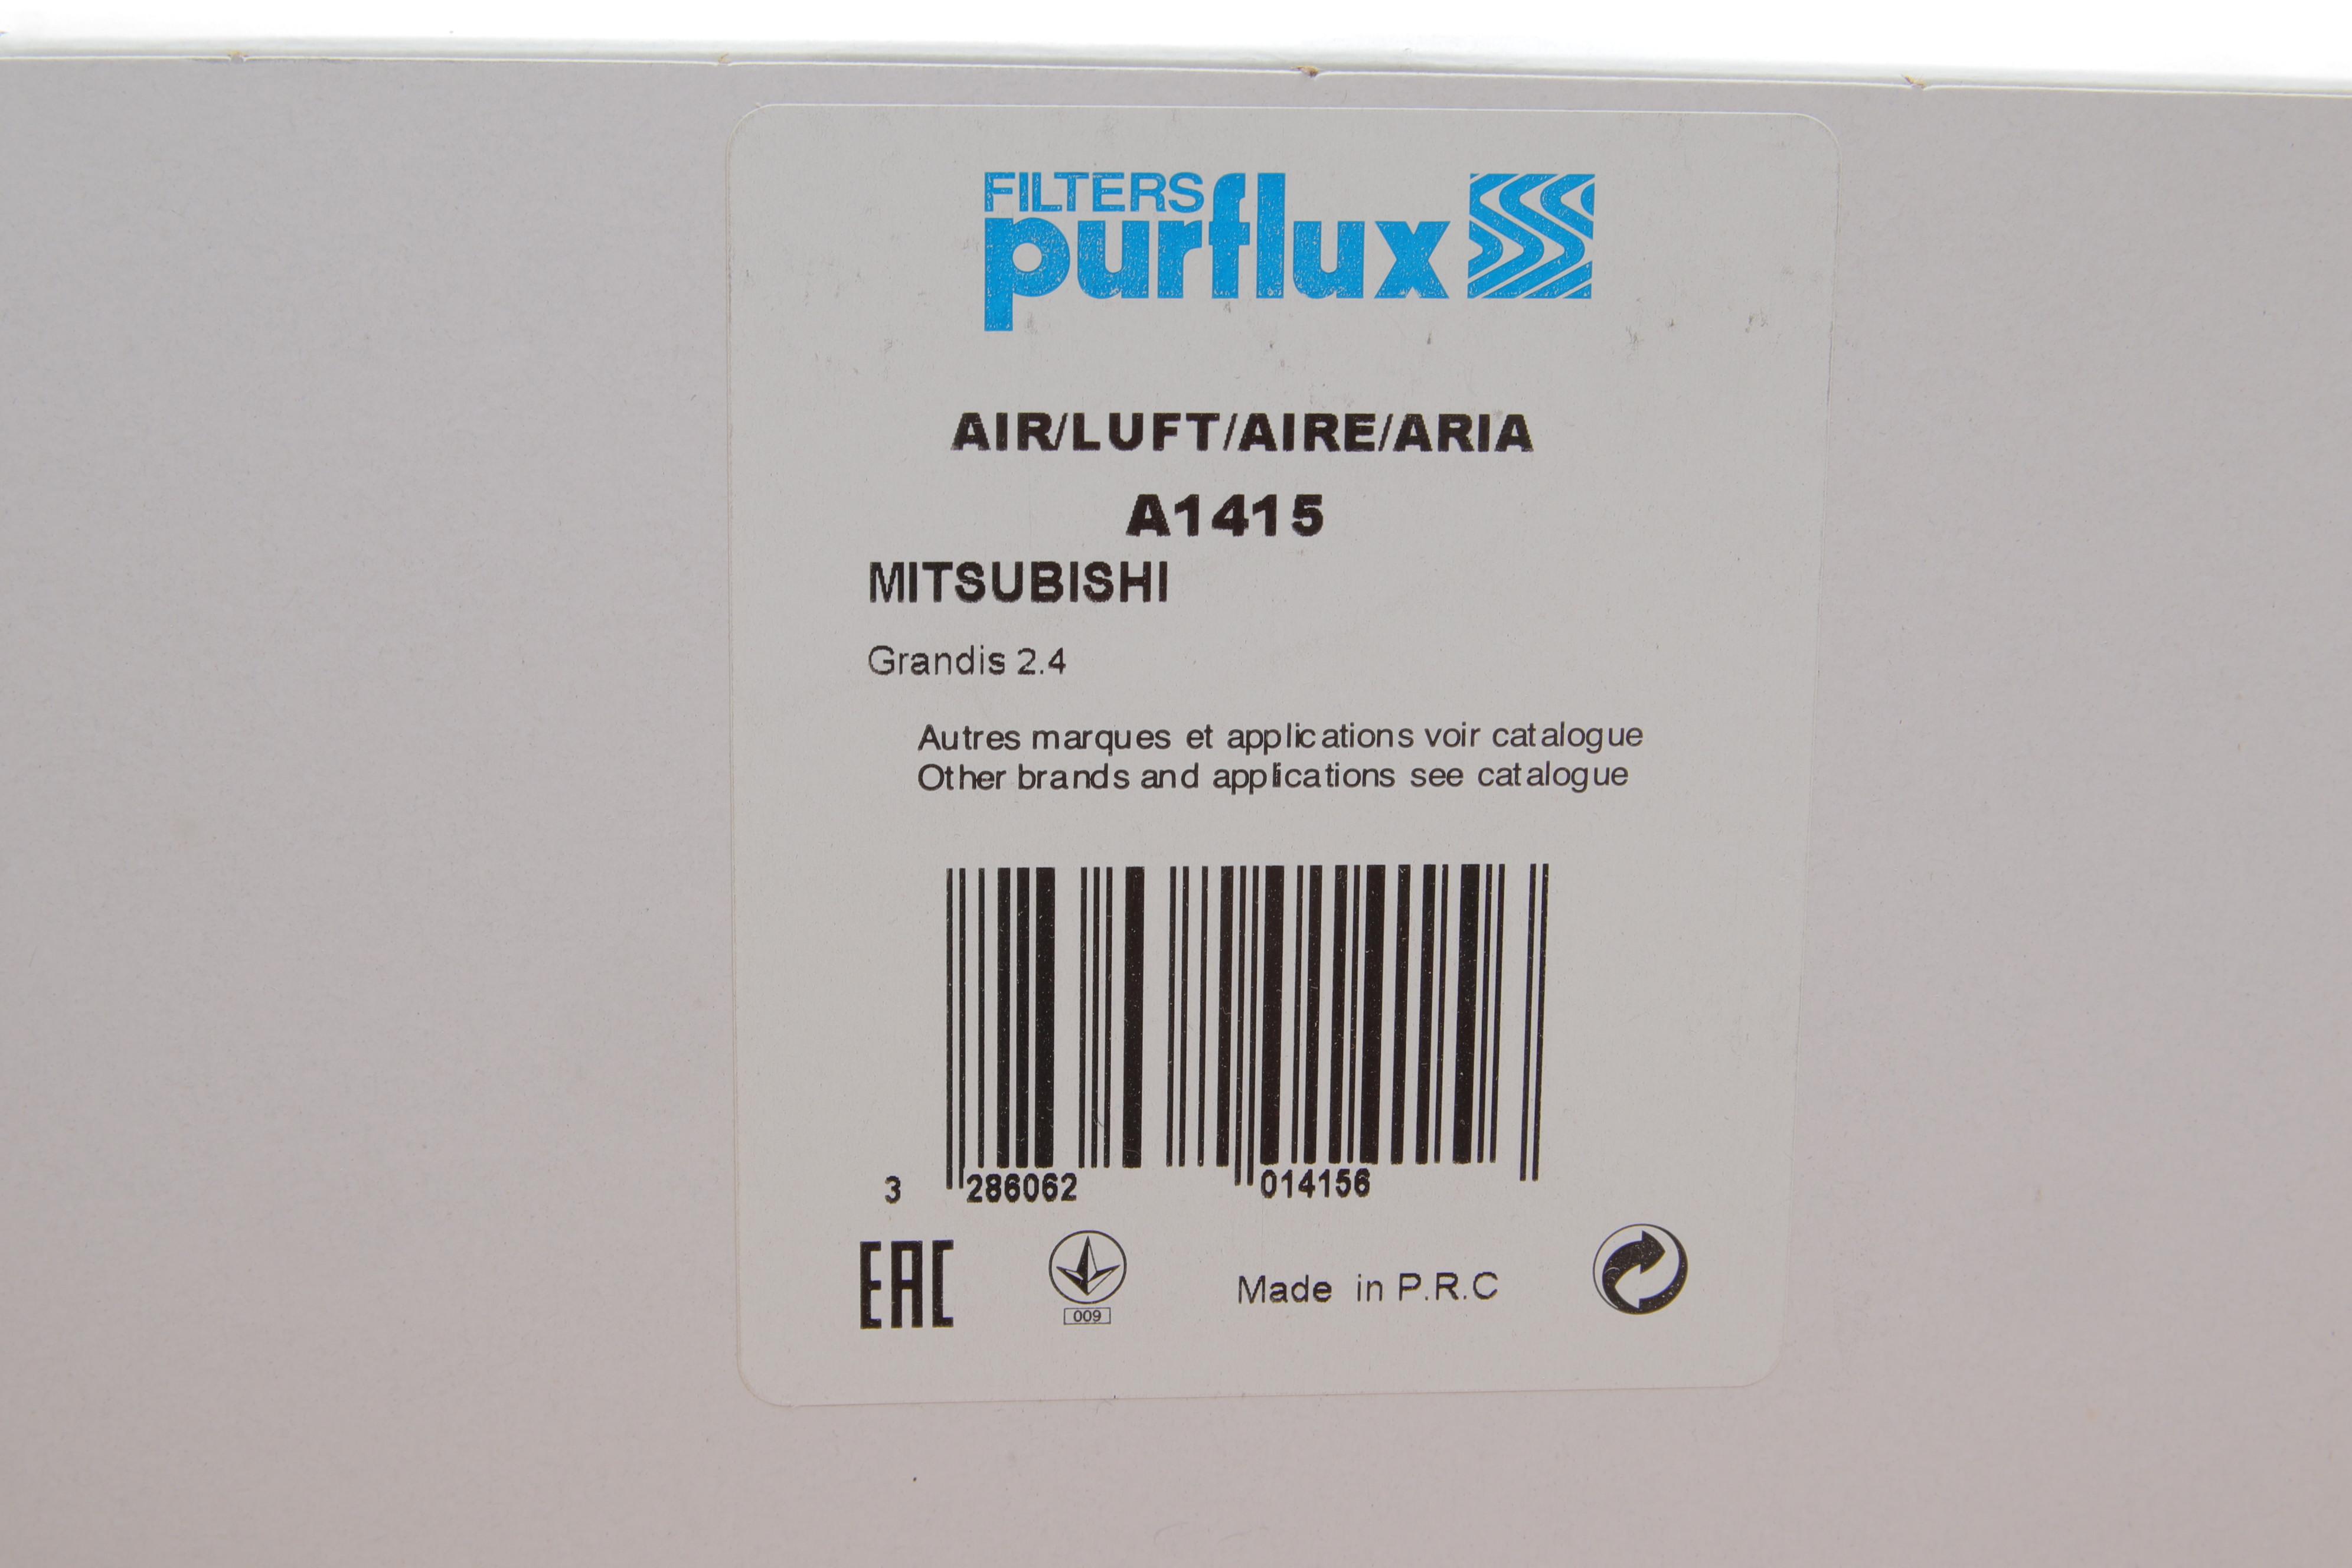 FILTERS
purflux
AIR/LUFT/AIRE/ARIA
A1415
MITSUBISHI
Grandis 2.4
Autres marques et applications voir catalogue
Other brands and applications see catalogue
3 286062 014156
EAC
009
Made in P.R.C